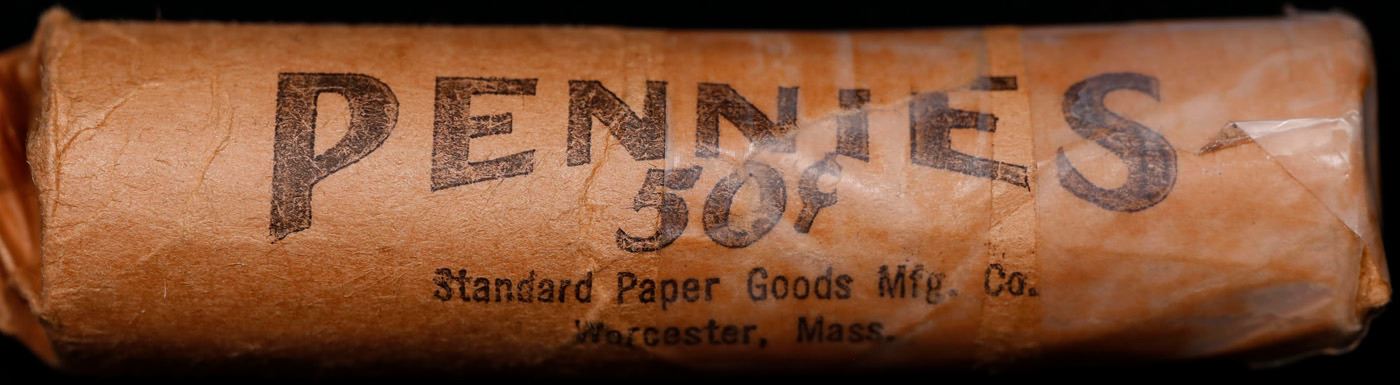 PENNIES
50¢
Standard Paper Goods Mfg. Co.
Worcester, Mass.